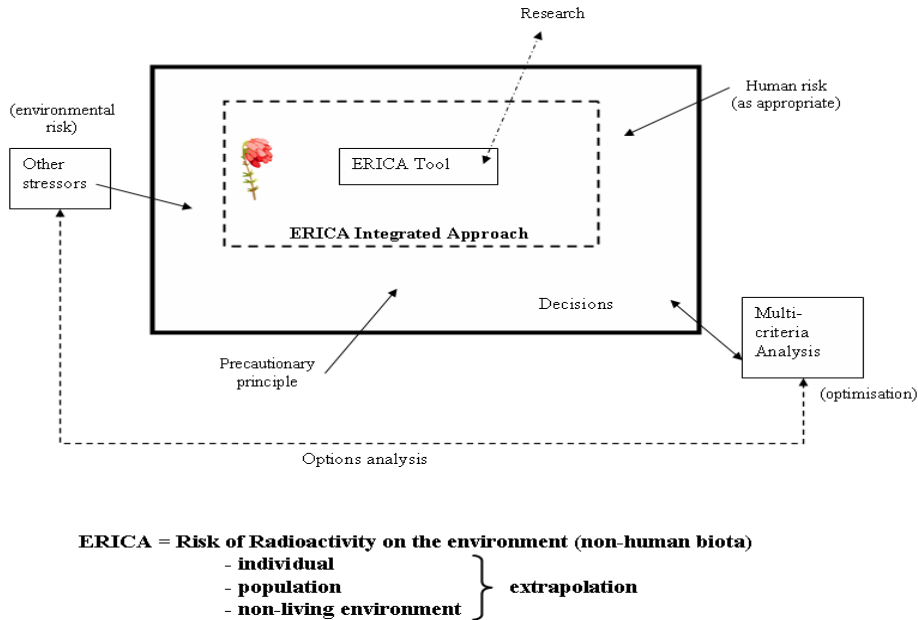 Research
Human risk
(as appropriate)
(environmental
risk)
Other
stressors
ERICA Tool
ERICA Integrated Approach
Decisions
Multi-
criteria
Analysis
Precautionary
principle
(optimisation)
Options analysis
ERICA = Risk of Radioactivity on the environment (non-human biota)
- individual
- population
extrapolation
- non-living environment